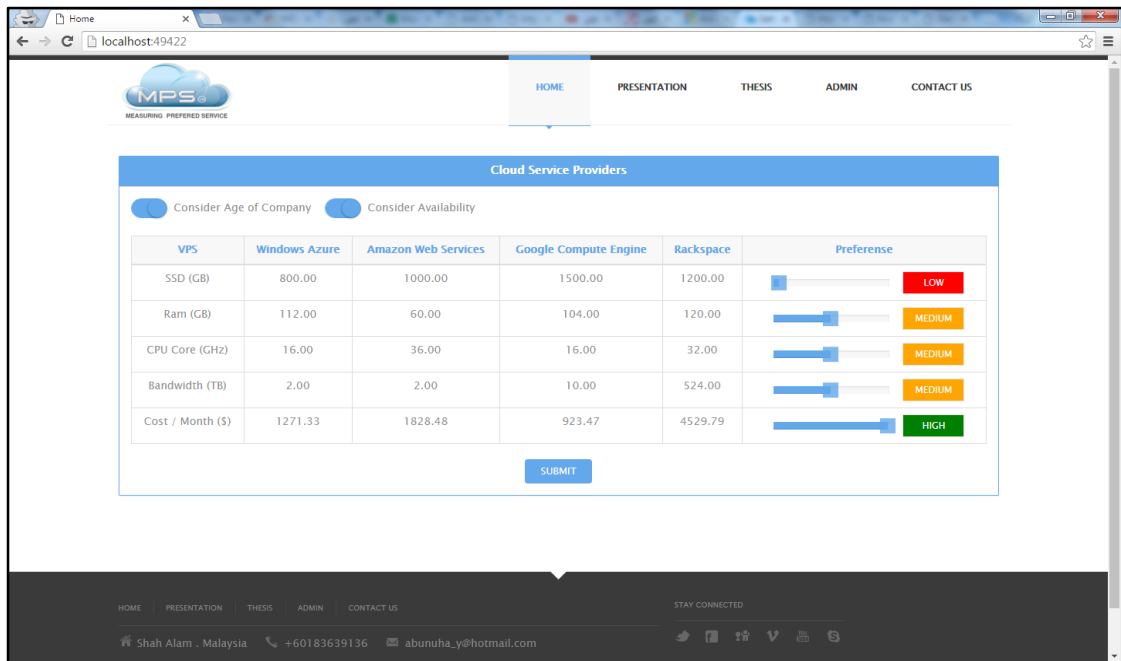 Home
localhost:49422
MPS
MEASURING PREFERED SERVICE
HOME PRESENTATION THESIS ADMIN CONTACT US
Cloud Service Providers
Consider Age of Company Consider Availability
VPS Windows Azure Amazon Web Services Google Compute Engine Rackspace Preferense
SSD (GB) 800.00 1000.00 1500.00 1200.00 LOW
Ram (GB) 112.00 60.00 104.00 120.00 MEDIUM
CPU Core (GHz) 16.00 36.00 16.00 32.00 MEDIUM
Bandwidth (TB) 2.00 2.00 10.00 524.00 MEDIUM
Cost / Month ($) 1271.33 1828.48 923.47 4529.79 HIGH
SUBMIT
HOME PRESENTATION THESIS ADMIN CONTACT US
STAY CONNECTED
Shah Alam . Malaysia +60183639136 abunuha_y@hotmail.com